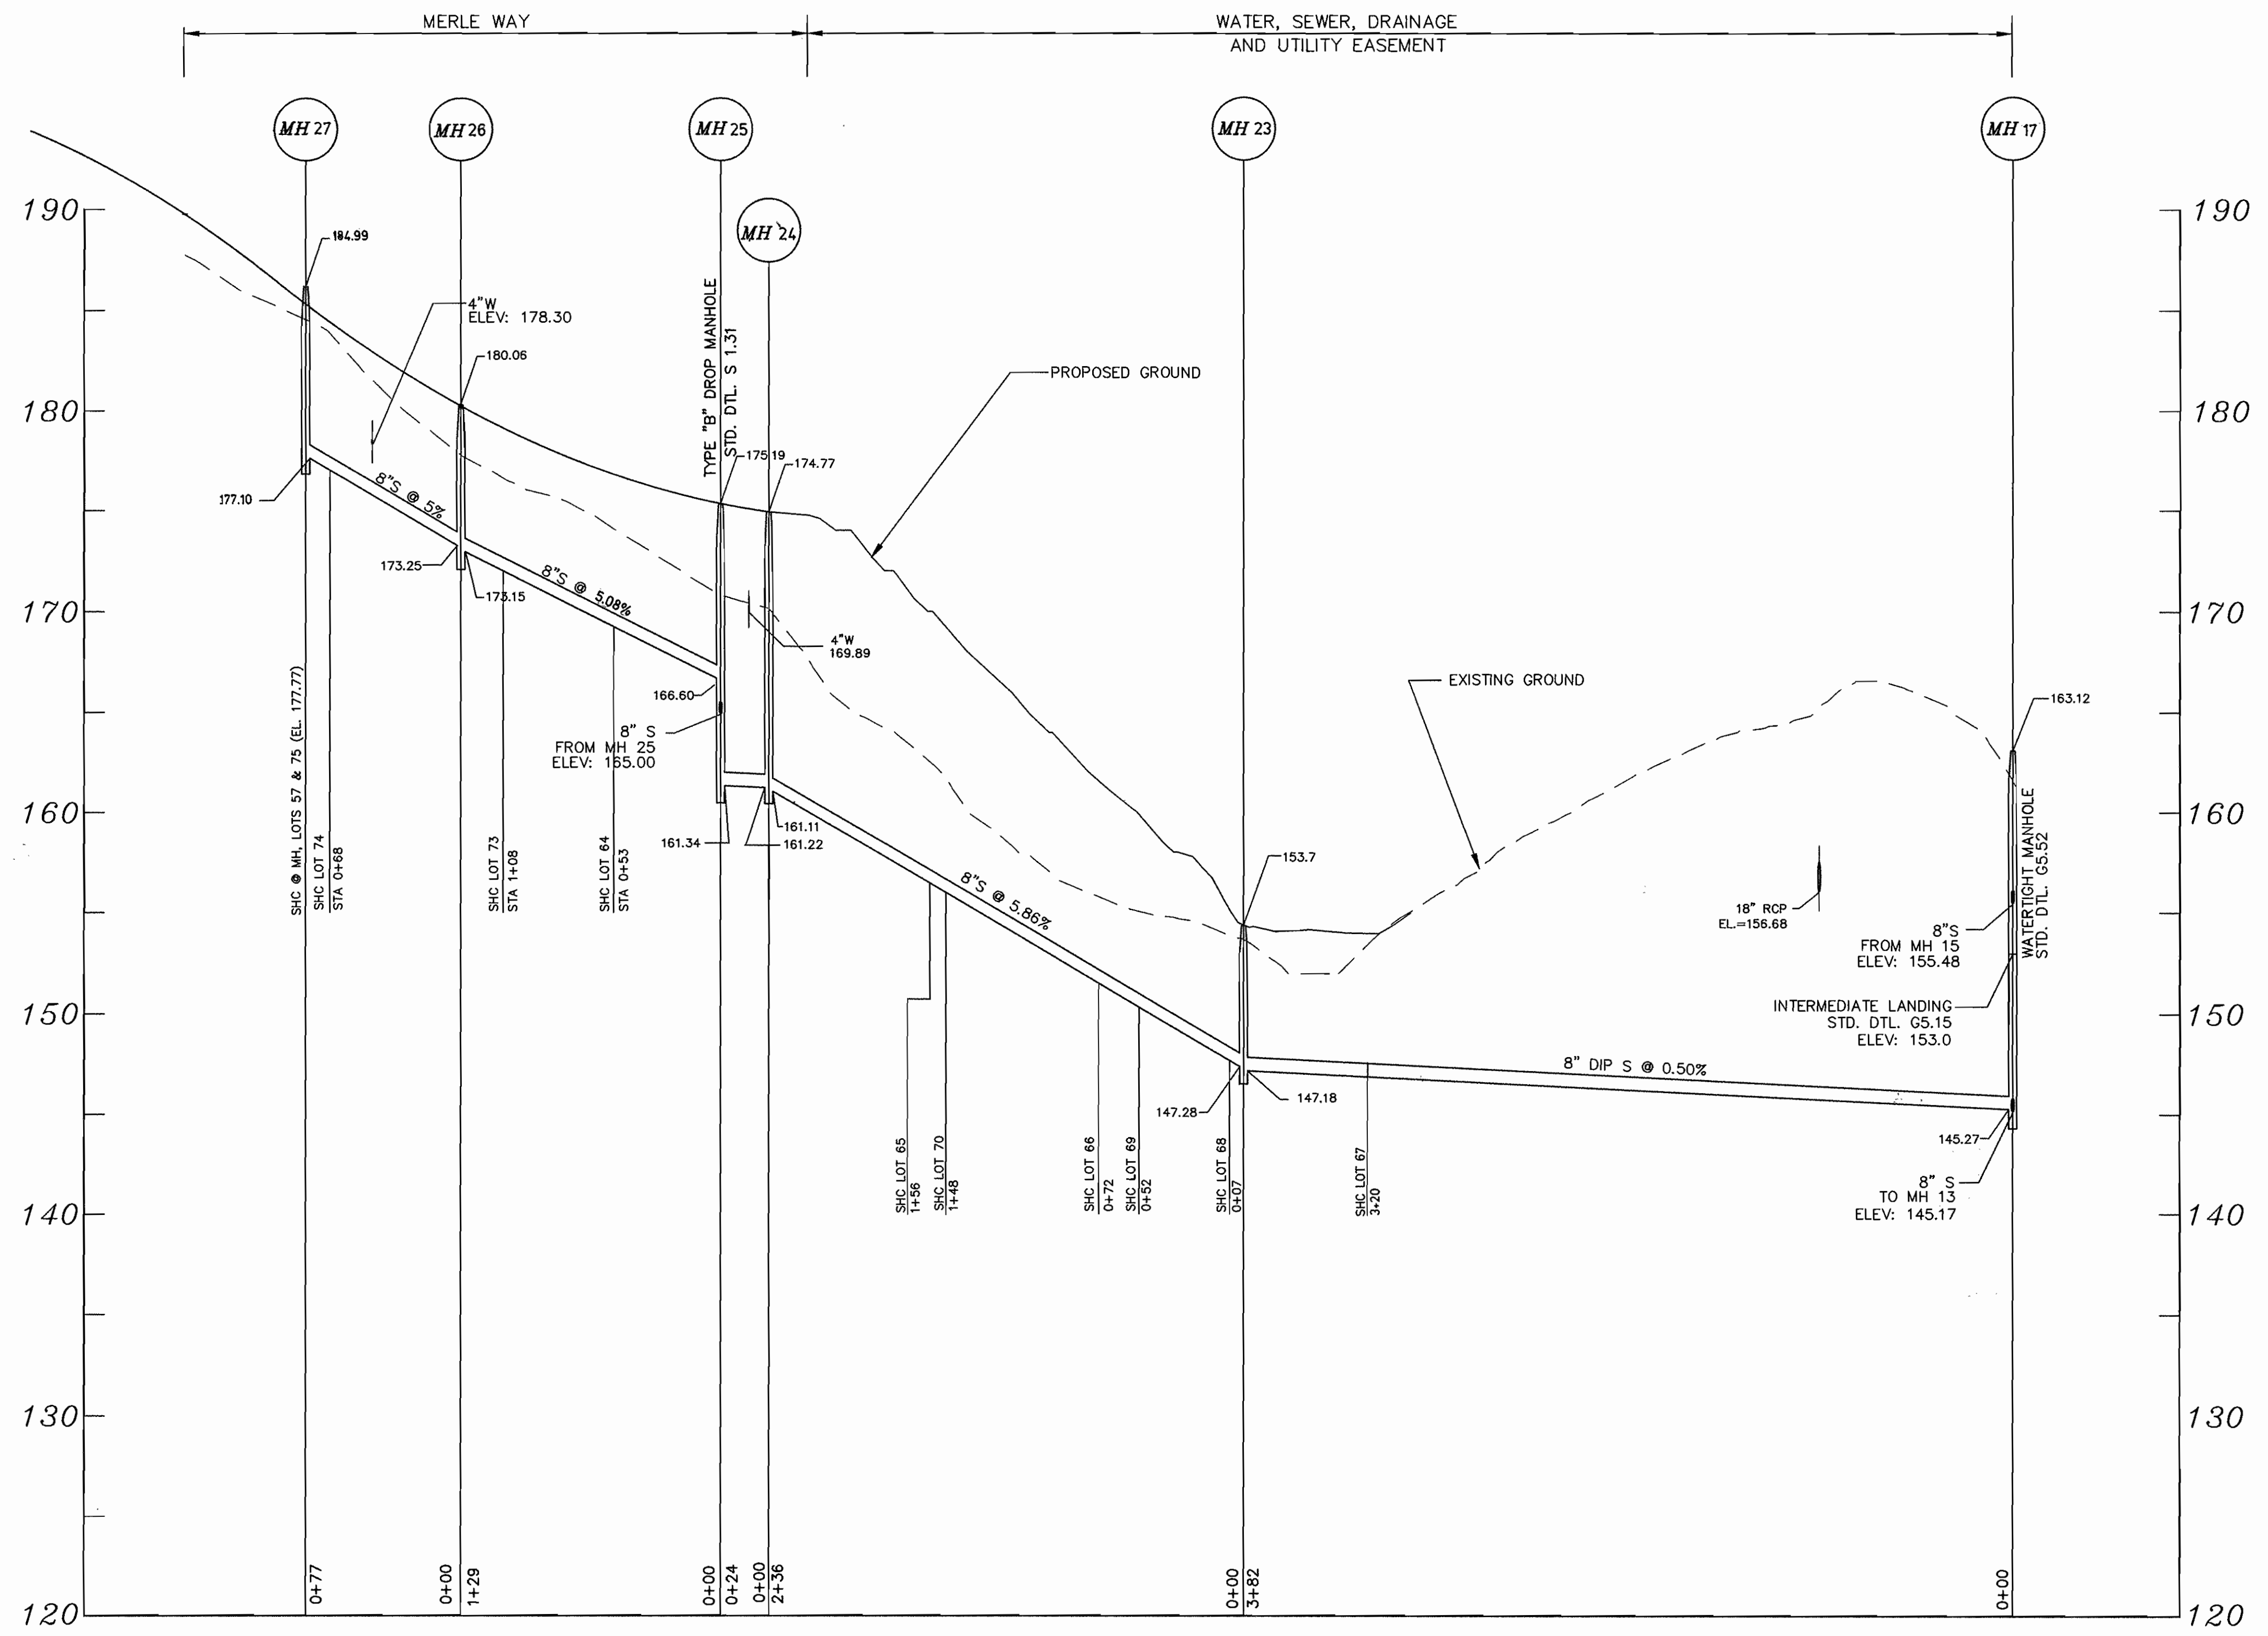 MERLE WAY
WATER, SEWER, DRAINAGE
AND UTILITY EASEMENT
MH 27
MH 26
MH 25
MH 24
MH 23
MH 17
190
180
170
160
150
140
130
120
190
180
170
160
150
140
130
120
184.99
4"W
ELEV: 178.30
180.06
TYPE "B" DROP MANHOLE
STD. DTL. S 1.31
175.19
174.77
PROPOSED GROUND
177.10
8"S @ 5%
173.25
173.15
8"S @ 5.08%
4"W
169.89
166.60
8" S
FROM MH 25
ELEV: 165.00
EXISTING GROUND
163.12
SHC @ MH, LOTS 57 & 75 (EL. 177.77)
SHC LOT 74
STA 0+68
SHC LOT 73
STA 1+08
SHC LOT 64
STA 0+53
161.34
161.11
161.22
8"S @ 5.86%
153.7
18" RCP
EL.=156.68
WATERTIGHT MANHOLE
STD. DTL. G5.52
8"S
FROM MH 15
ELEV: 155.48
INTERMEDIATE LANDING
STD. DTL. G5.15
ELEV: 153.0
8" DIP S @ 0.50%
147.28
147.18
145.27
SHC LOT 65
1+56
SHC LOT 70
1+48
SHC LOT 66
0+72
SHC LOT 69
0+52
SHC LOT 68
0+07
SHC LOT 67
3+20
8" S
TO MH 13
ELEV: 145.17
0+77
0+00
1+29
0+00
0+24
0+00
2+36
0+00
3+82
0+00